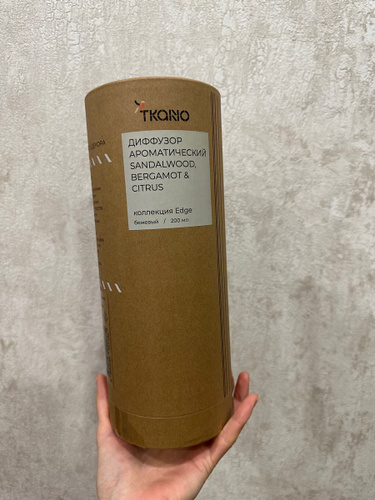 TKANO
ДИФФУЗОР
АРОМАТИЧЕСКИЙ
SANDALWOOD,
BERGAMOT &
CITRUS
коллекция Edge
бежевый / 200 мл